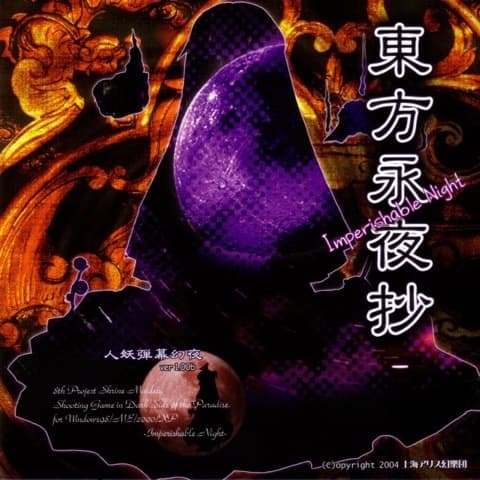 東方永夜抄
Imperishable Night
人妖弾幕幻夜
ver 1.00b
8th Project Shrine Maiden.
Shooting Game in Dark Side of the Paradise.
for Windows98/ME/2000/XP
-Imperishable Night-
(C)opyright 2004 上海アリス幻樂団